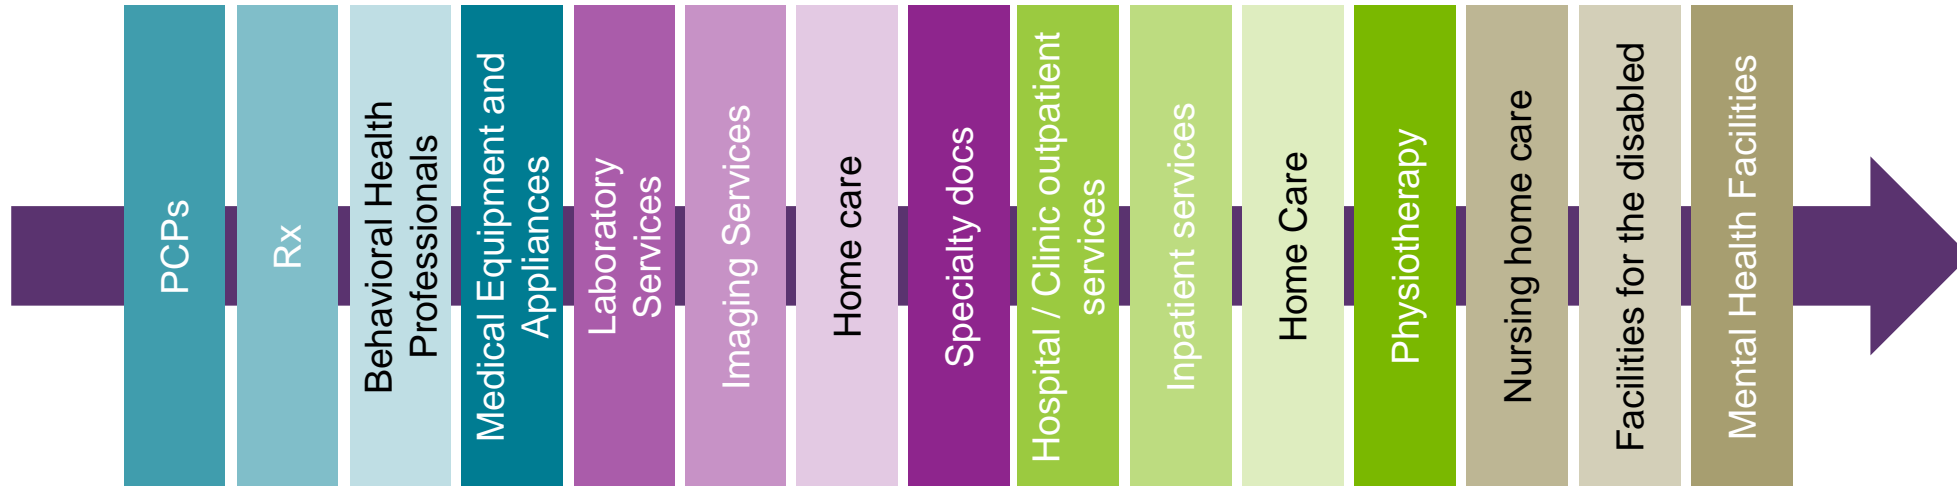 PCPs
Rx
Behavioral Health
Professionals
Medical Equipment and
Appliances
Laboratory
Services
Imaging Services
Home care
Specialty docs
Hospital / Clinic outpatient
services
Inpatient services
Home Care
Physiotherapy
Nursing home care
Facilities for the disabled
Mental Health Facilities